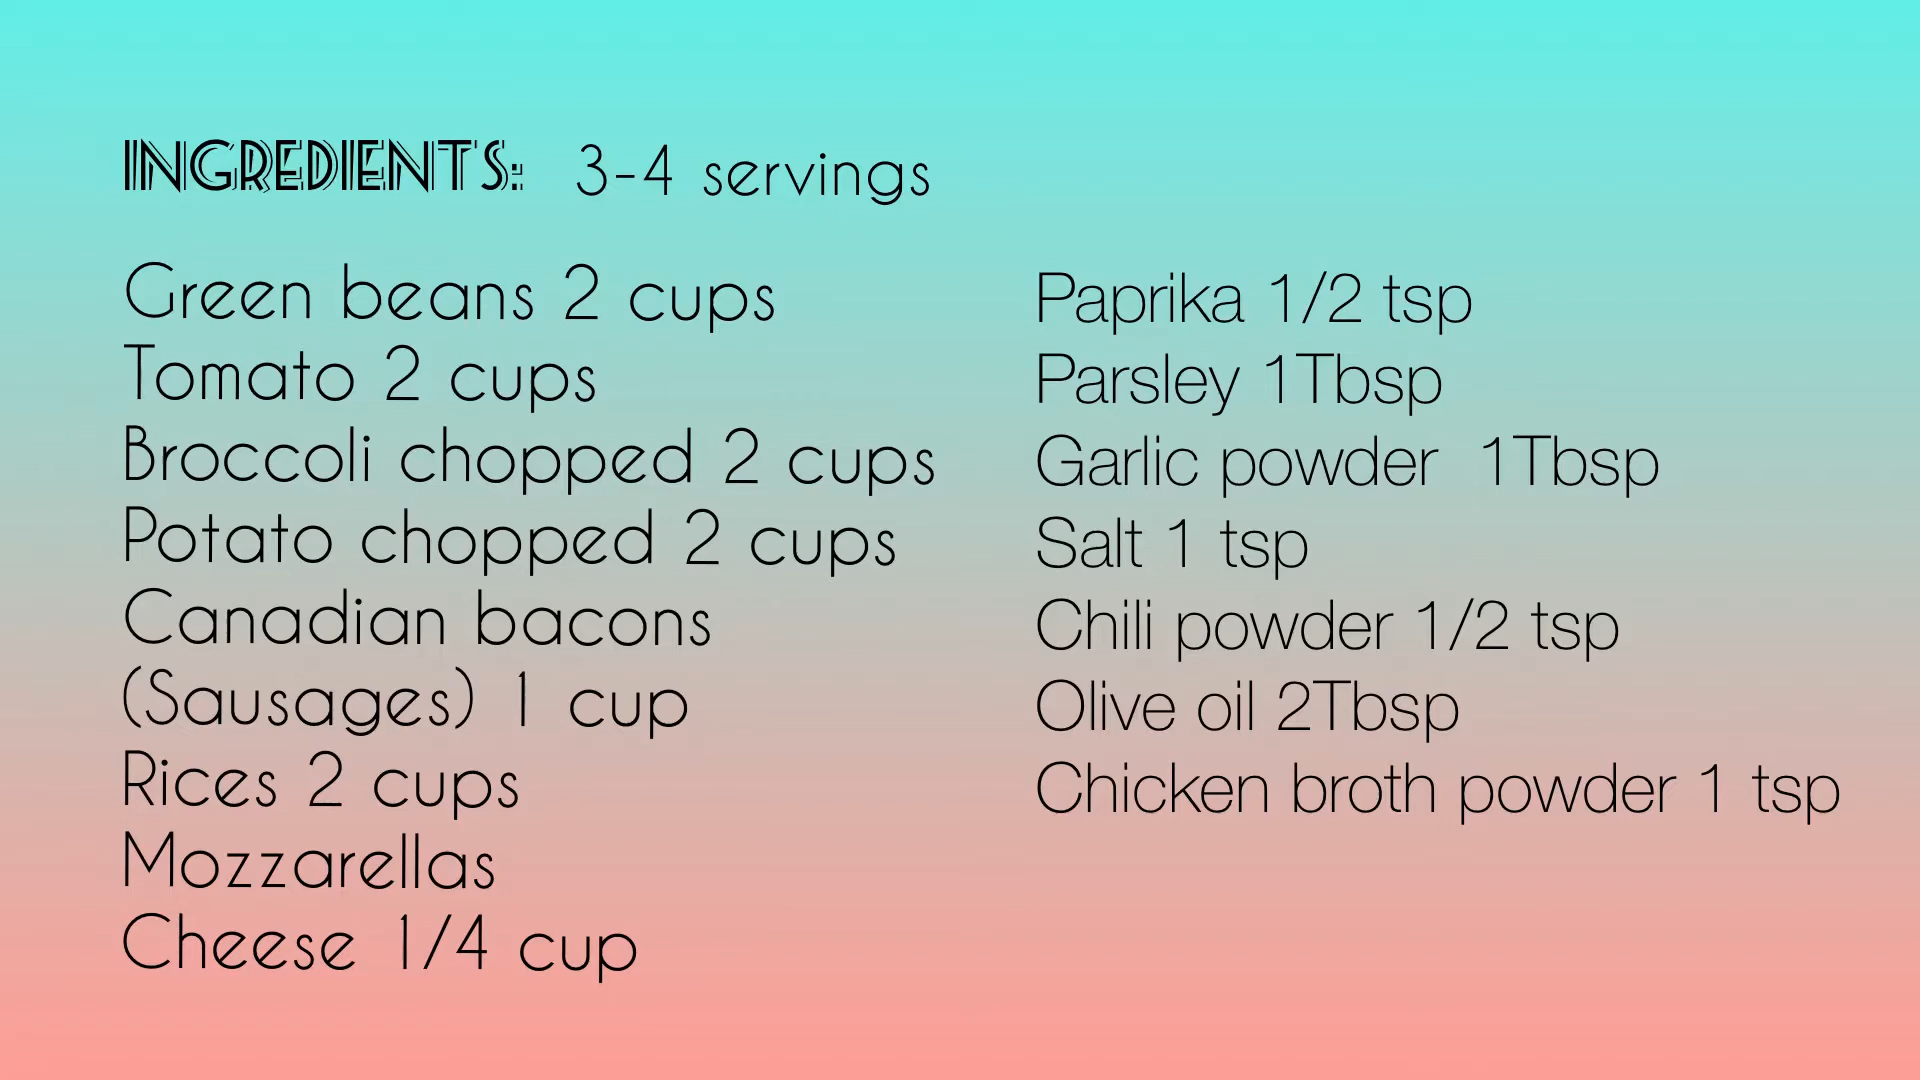 INGREDIENTS: 3-4 servings
Green beans 2 cups
Tomato 2 cups
Broccoli chopped 2 cups
Potato chopped 2 cups
Canadian bacons
(Sausages) 1 cup
Rices 2 cups
Mozzarellas
Cheese 1/4 cup
Paprika 1/2 tsp
Parsley 1Tbsp
Garlic powder  1Tbsp
Salt 1 tsp
Chili powder 1/2 tsp
Olive oil 2Tbsp
Chicken broth powder 1 tsp